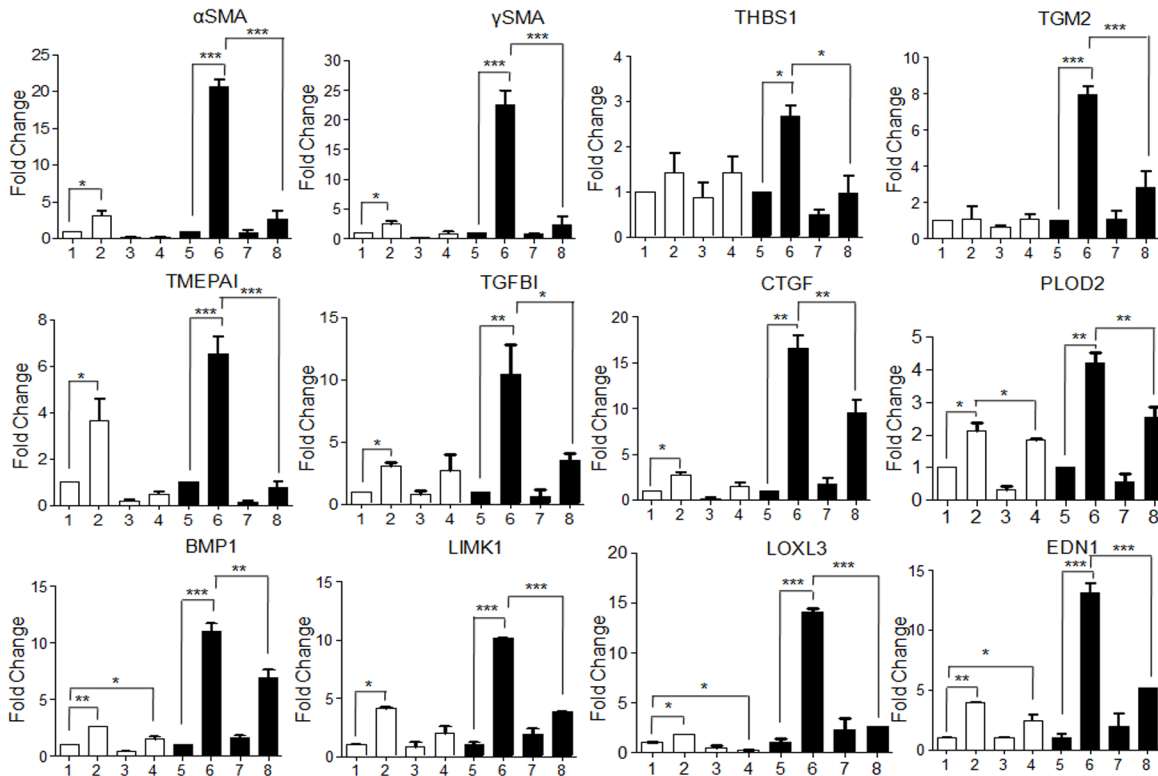 αSMA
γSMA
THBS1
TGM2
Fold Change
25
20
15
10
5
0
*
***
***
1 2 3 4 5 6 7 8
Fold Change
30
25
20
15
10
5
0
*
***
***
1 2 3 4 5 6 7 8
Fold Change
4
3
2
1
0
*
*
1 2 3 4 5 6 7 8
Fold Change
10
8
6
4
2
0
***
***
1 2 3 4 5 6 7 8
TMEPAI
TGFBI
CTGF
PLOD2
Fold Change
8
6
4
2
0
*
***
***
1 2 3 4 5 6 7 8
Fold Change
15
10
5
0
*
**
*
1 2 3 4 5 6 7 8
Fold Change
20
15
10
5
0
*
**
**
1 2 3 4 5 6 7 8
Fold Change
5
4
3
2
1
0
*
*
**
**
1 2 3 4 5 6 7 8
BMP1
LIMK1
LOXL3
EDN1
Fold Change
15
10
5
0
**
*
***
**
1 2 3 4 5 6 7 8
Fold Change
15
10
5
0
*
***
***
1 2 3 4 5 6 7 8
Fold Change
20
15
10
5
0
*
*
***
***
1 2 3 4 5 6 7 8
Fold Change
15
10
5
0
**
*
***
***
1 2 3 4 5 6 7 8